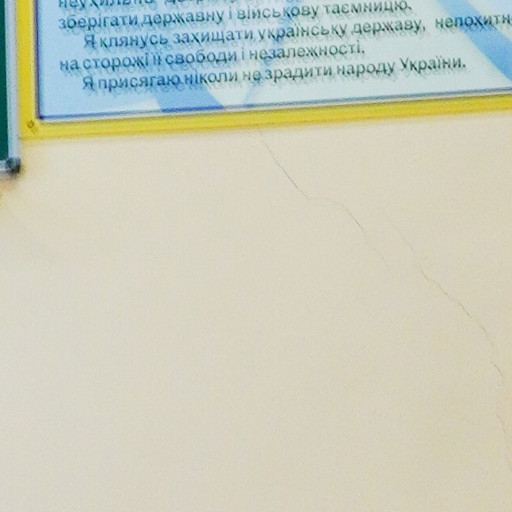 неухильно
зберігати державну і військову таємницю.
Я клянусь захищати українську державу, непохитно
на сторожі її свободи і незалежності.
Я присягаю ніколи не зрадити народу України.